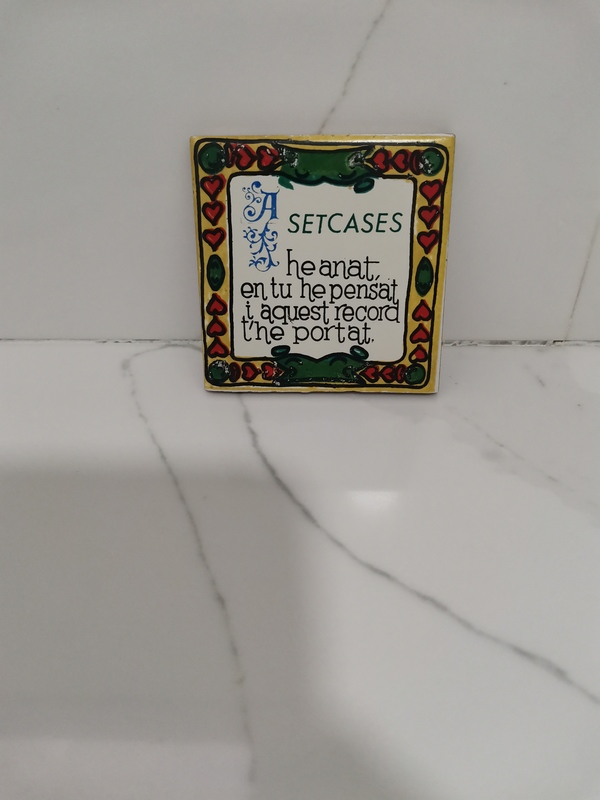 A SETCASES
he anat,
en tu he pensat
i aquest record
t'he portat.